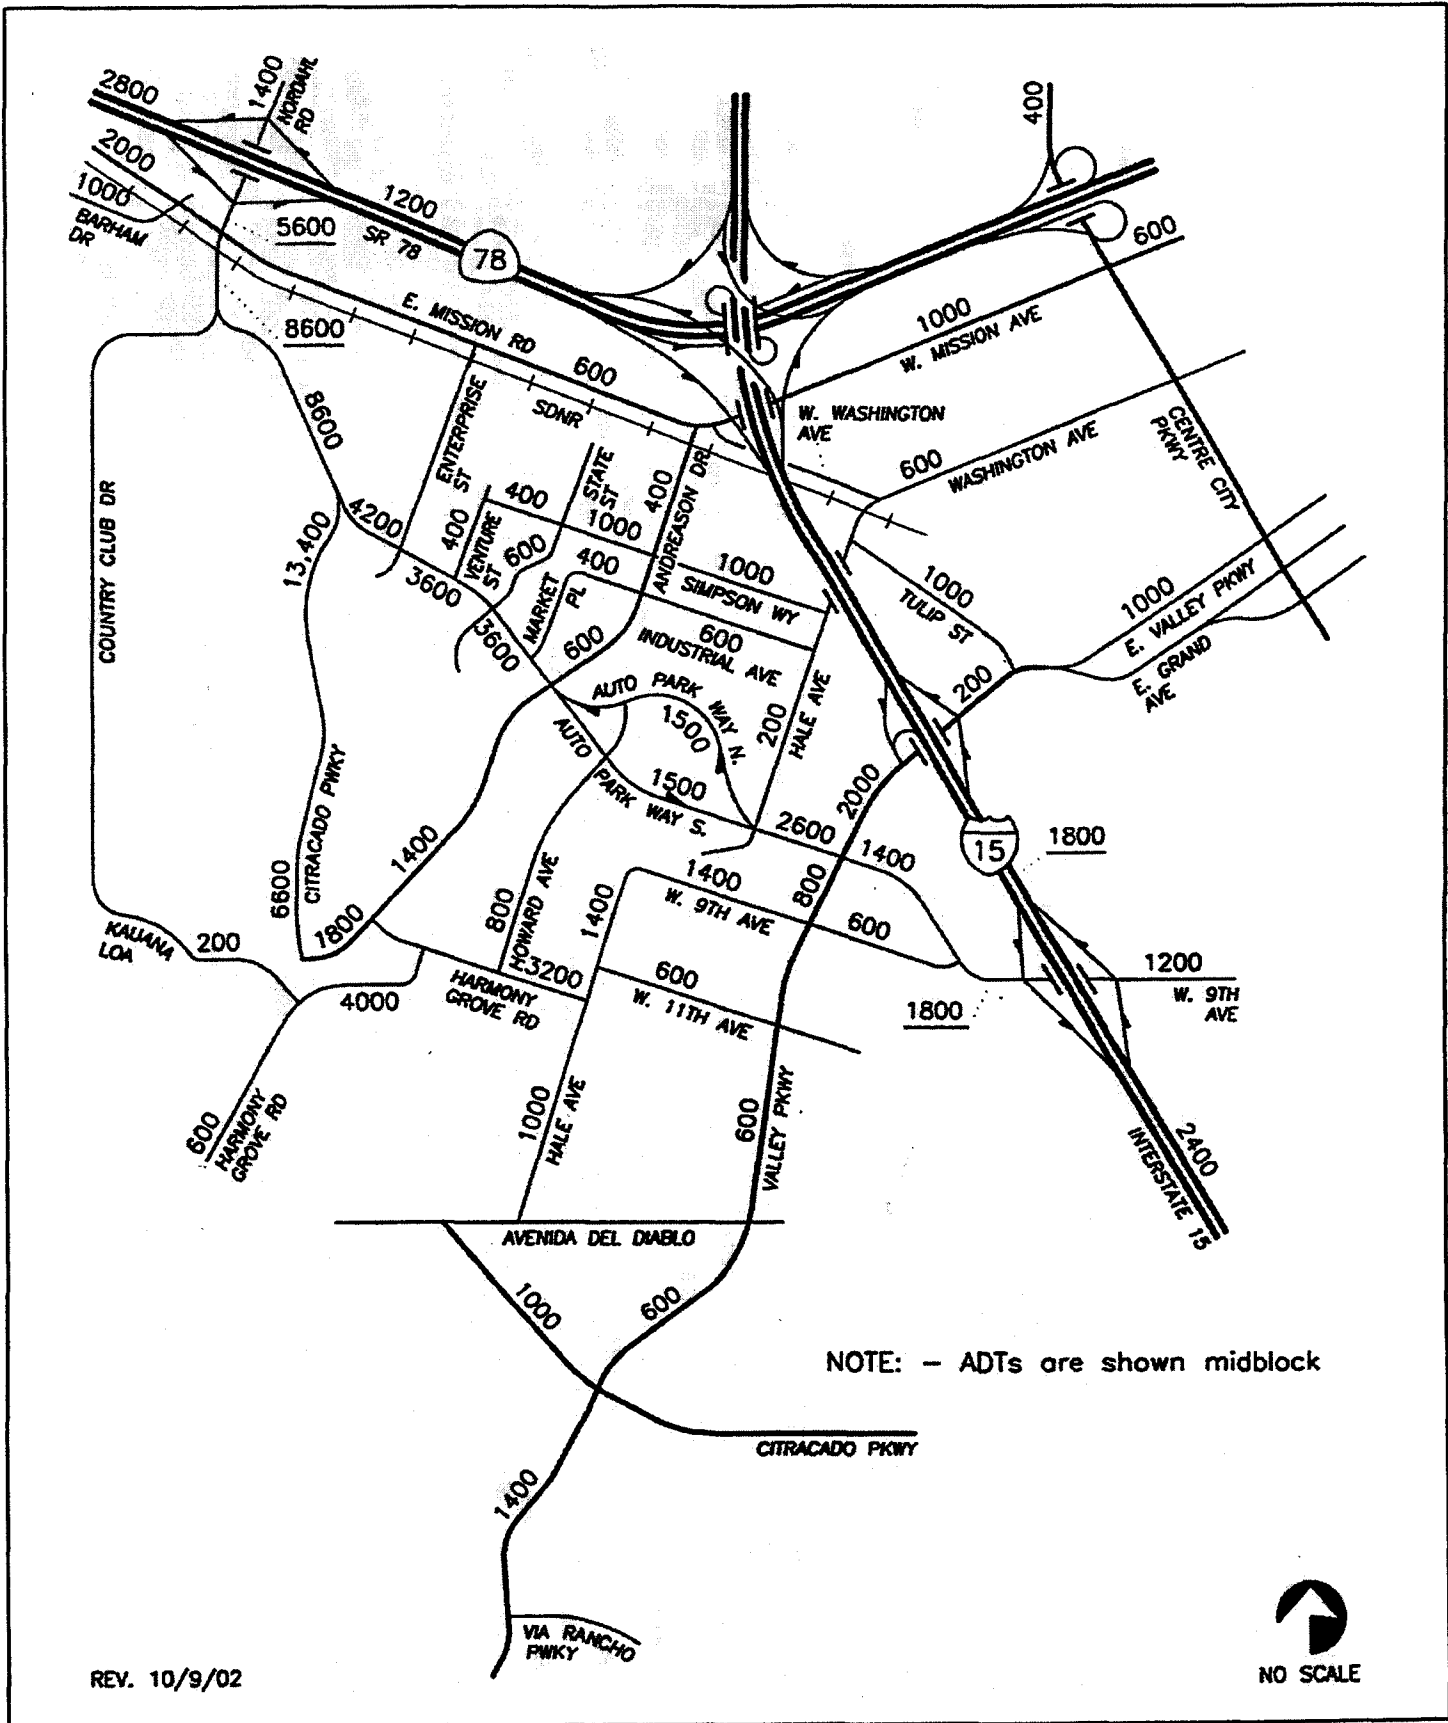 2800
1400
NORDAHL
RD
400
2000
1000
BARHAM
DR
1200
5600
SR 78
78
600
8600
E. MISSION RD
600
1000
W. MISSION AVE
SDNR
W. WASHINGTON
AVE
8600
ENTERPRISE
ST
STATE
ST
400
ANDREASON DR
600
WASHINGTON AVE
CENTRE CITY
PKWY
COUNTRY CLUB DR
13,400
4200
400
VENTURE
ST
400
1000
600
3600
400
1000
SIMPSON WY
MARKET
PL
3600
600
600
INDUSTRIAL AVE
1000
TULIP ST
1000
E. VALLEY PKWY
E. GRAND
AVE
200
AUTO PARK WAY N.
1500
200
HALE AVE
AUTO PARK WAY S.
1500
2000
CITRACADO PWKY
2600
1400
15
1800
1400
6600
1400
W. 9TH AVE
800
600
1400
800
HOWARD AVE
1800
KAUANA
LOA
200
3200
600
W. 11TH AVE
1200
W. 9TH
AVE
4000
HARMONY
GROVE RD
1800
600
HARMONY
GROVE RD
1000
HALE AVE
600
VALLEY PKWY
2400
INTERSTATE 15
AVENIDA DEL DIABLO
1000
600
NOTE: - ADTs are shown midblock
CITRACADO PKWY
1400
VIA RANCHO
PWKY
REV. 10/9/02
NO SCALE